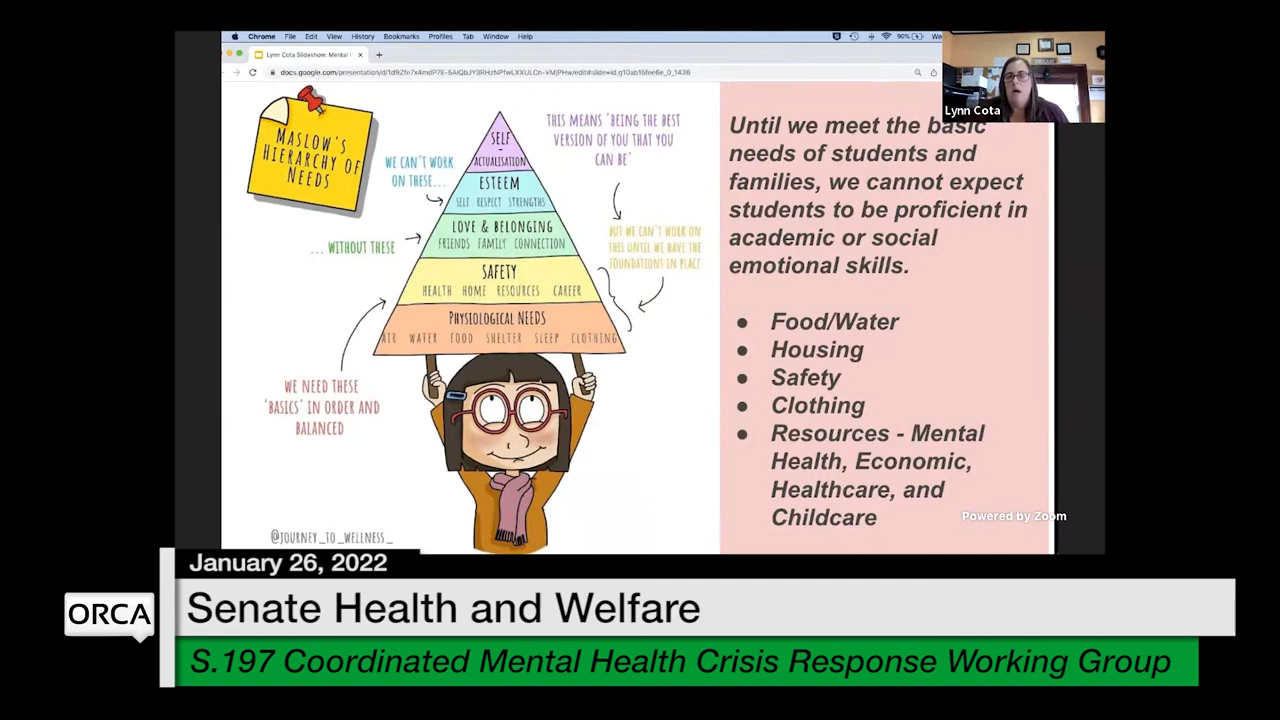 Chrome File Edit View History Bookmarks Profiles Tab Window Help
90%
Lynn Cota Slideshow: Mental
MASLOW'S
HIERARCHY OF
NEEDS
WE CAN'T WORK
ON THESE...
... WITHOUT THESE
WE NEED THESE
'BASICS' IN ORDER AND
BALANCED
SELF
-
ACTUALISATION
ESTEEM
SELF RESPECT STRENGTHS
LOVE & BELONGING
FRIENDS FAMILY CONNECTION
SAFETY
HEALTH HOME RESOURCES CAREER
PHYSIOLOGICAL NEEDS
AIR WATER FOOD SHELTER SLEEP CLOTHING
THIS MEANS 'BEING THE BEST
VERSION OF YOU THAT YOU
CAN BE'
BUT WE CAN'T WORK ON
THIS UNTIL WE HAVE THE
FOUNDATIONS IN PLACE
@JOURNEY_TO_WELLNESS_
Lynn Cota
Until we meet the basic
needs of students and
families, we cannot expect
students to be proficient in
academic or social
emotional skills.
● Food/Water
● Housing
● Safety
● Clothing
● Resources - Mental
Health, Economic,
Healthcare, and
Childcare
Powered by Zoom
January 26, 2022
ORCA
Senate Health and Welfare
S.197 Coordinated Mental Health Crisis Response Working Group